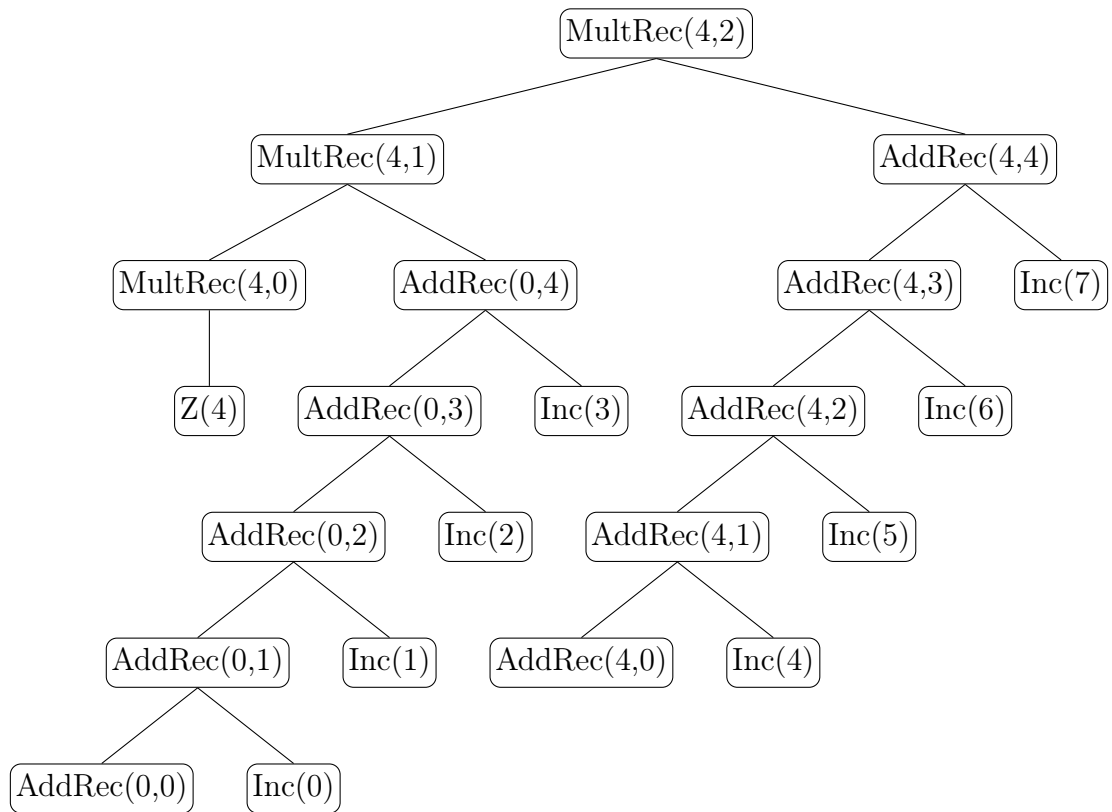 MultRec(4,2)
MultRec(4,1)
AddRec(4,4)
MultRec(4,0)
AddRec(0,4)
AddRec(4,3)
Inc(7)
Z(4)
AddRec(0,3)
Inc(3)
AddRec(4,2)
Inc(6)
AddRec(0,2)
Inc(2)
AddRec(4,1)
Inc(5)
AddRec(0,1)
Inc(1)
AddRec(4,0)
Inc(4)
AddRec(0,0)
Inc(0)